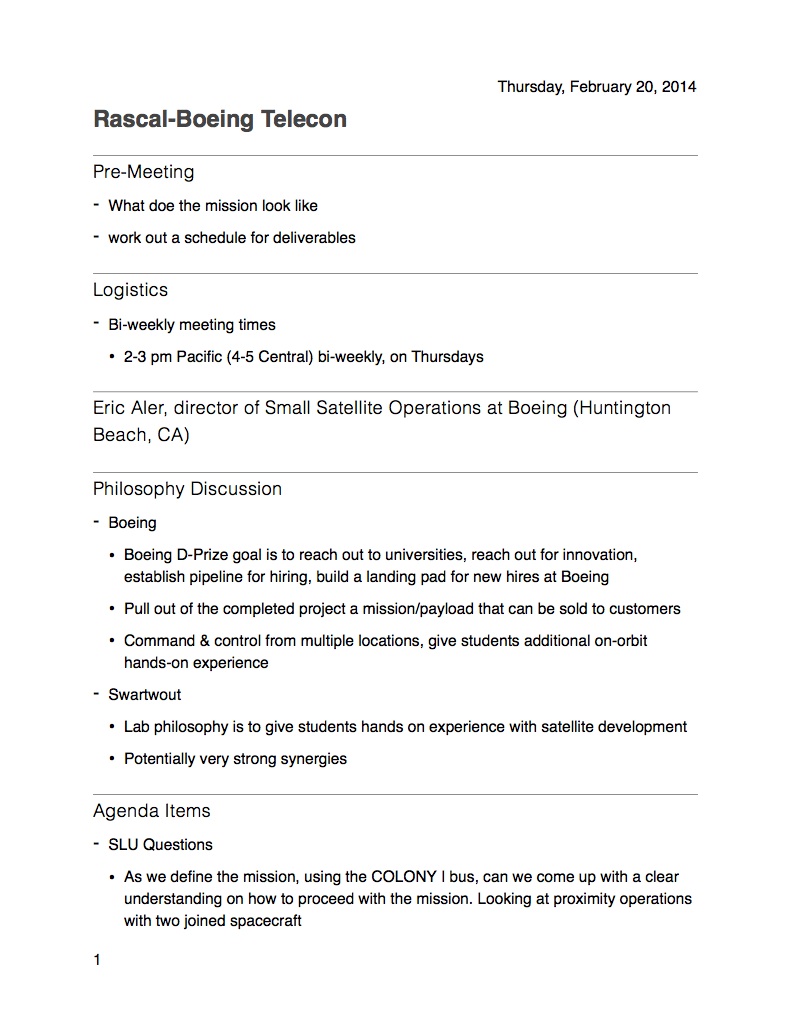 Thursday, February 20, 2014
Rascal-Boeing Telecon
Pre-Meeting
- What doe the mission look like
- work out a schedule for deliverables
Logistics
- Bi-weekly meeting times
• 2-3 pm Pacific (4-5 Central) bi-weekly, on Thursdays
Eric Aler, director of Small Satellite Operations at Boeing (Huntington
Beach, CA)
Philosophy Discussion
- Boeing
• Boeing D-Prize goal is to reach out to universities, reach out for innovation,
establish pipeline for hiring, build a landing pad for new hires at Boeing
• Pull out of the completed project a mission/payload that can be sold to customers
• Command & control from multiple locations, give students additional on-orbit
hands-on experience
- Swartwout
• Lab philosophy is to give students hands on experience with satellite development
• Potentially very strong synergies
Agenda Items
- SLU Questions
• As we define the mission, using the COLONY I bus, can we come up with a clear
understanding on how to proceed with the mission. Looking at proximity operations
with two joined spacecraft
1